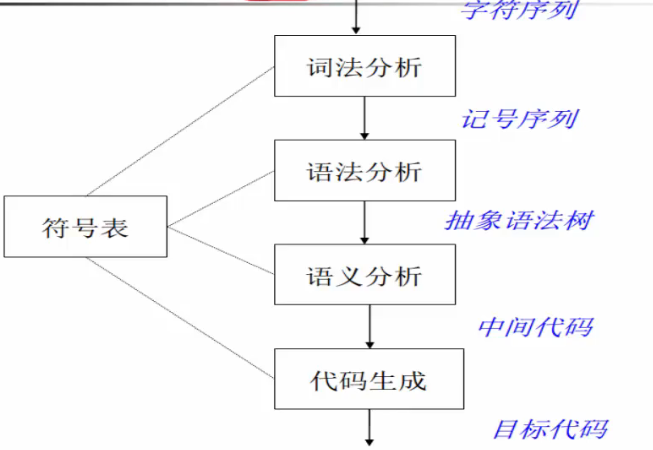 字符序列
词法分析
记号序列
语法分析
抽象语法树
符号表
语义分析
中间代码
代码生成
目标代码